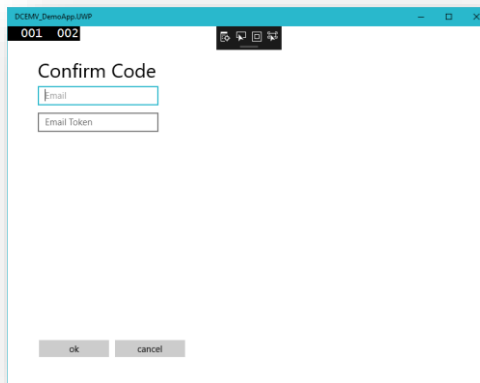 DCEMV_DemoApp.UWP
001 002
Confirm Code
Email
Email Token
ok cancel